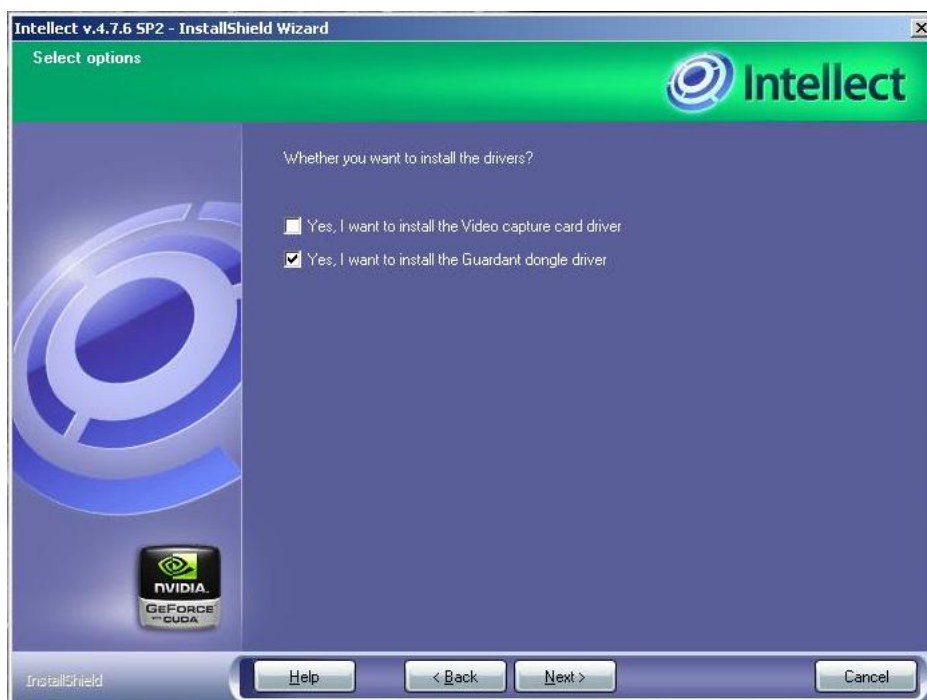 Intellect v.4.7.6 SP2 - InstallShield Wizard
Select options
Intellect
Whether you want to install the drivers?
Yes, I want to install the Video capture card driver
Yes, I want to install the Guardant dongle driver
NVIDIA.
GEFORCE
WITH CUDA
InstallShield
Help
< Back
Next >
Cancel